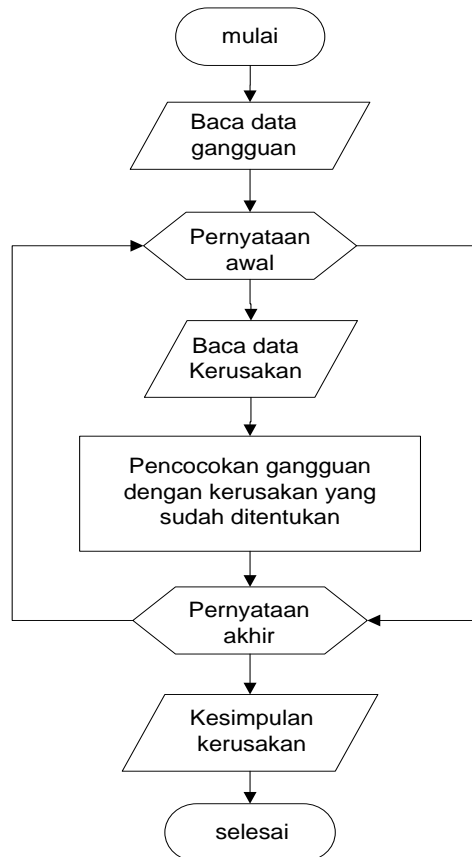 mulai
Baca data
gangguan
Pernyataan
awal
Baca data
Kerusakan
Pencocokan gangguan
dengan kerusakan yang
sudah ditentukan
Pernyataan
akhir
Kesimpulan
kerusakan
selesai